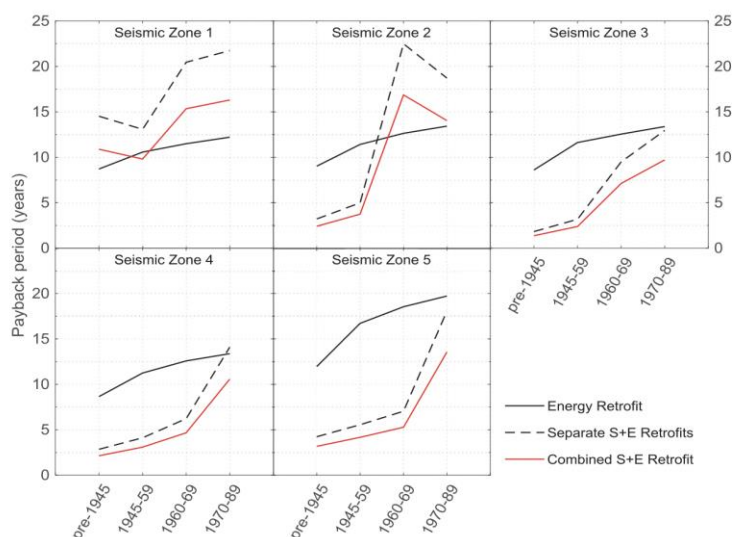 Seismic Zone 1
Seismic Zone 2
Seismic Zone 3
25
20
15
10
5
0
25
20
15
10
5
0
Payback period (years)
Seismic Zone 4
Seismic Zone 5
20
15
10
5
0
pre-1945
1945-59
1960-69
1970-89
pre-1945
1945-59
1960-69
1970-89
pre-1945
1945-59
1960-69
1970-89
Energy Retrofit
Separate S+E Retrofits
Combined S+E Retrofit